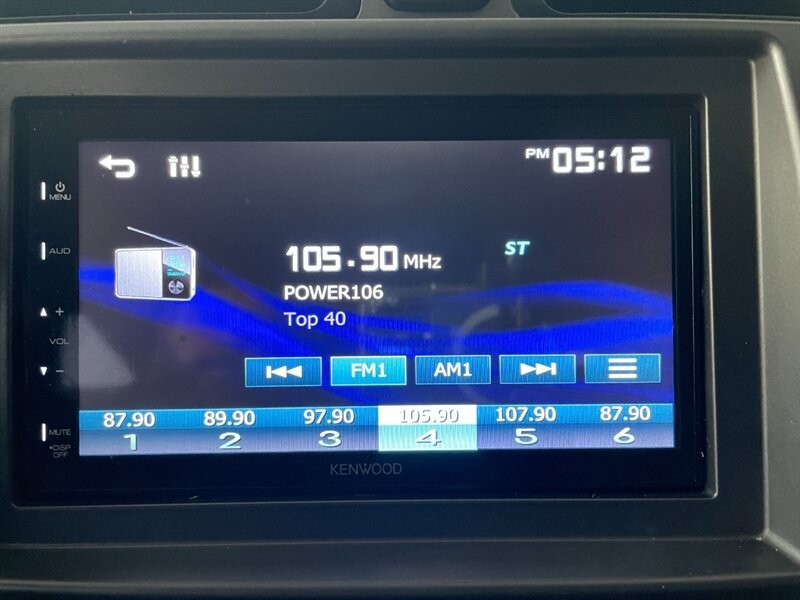 PM 05:12
MENU
AUD
105.90 MHz
ST
POWER106
Top 40
+
VOL
−
FM1
AM1
87.90 89.90 97.90 105.90 107.90 87.90
1 2 3 4 5 6
MUTE
•DISP
OFF
KENWOOD